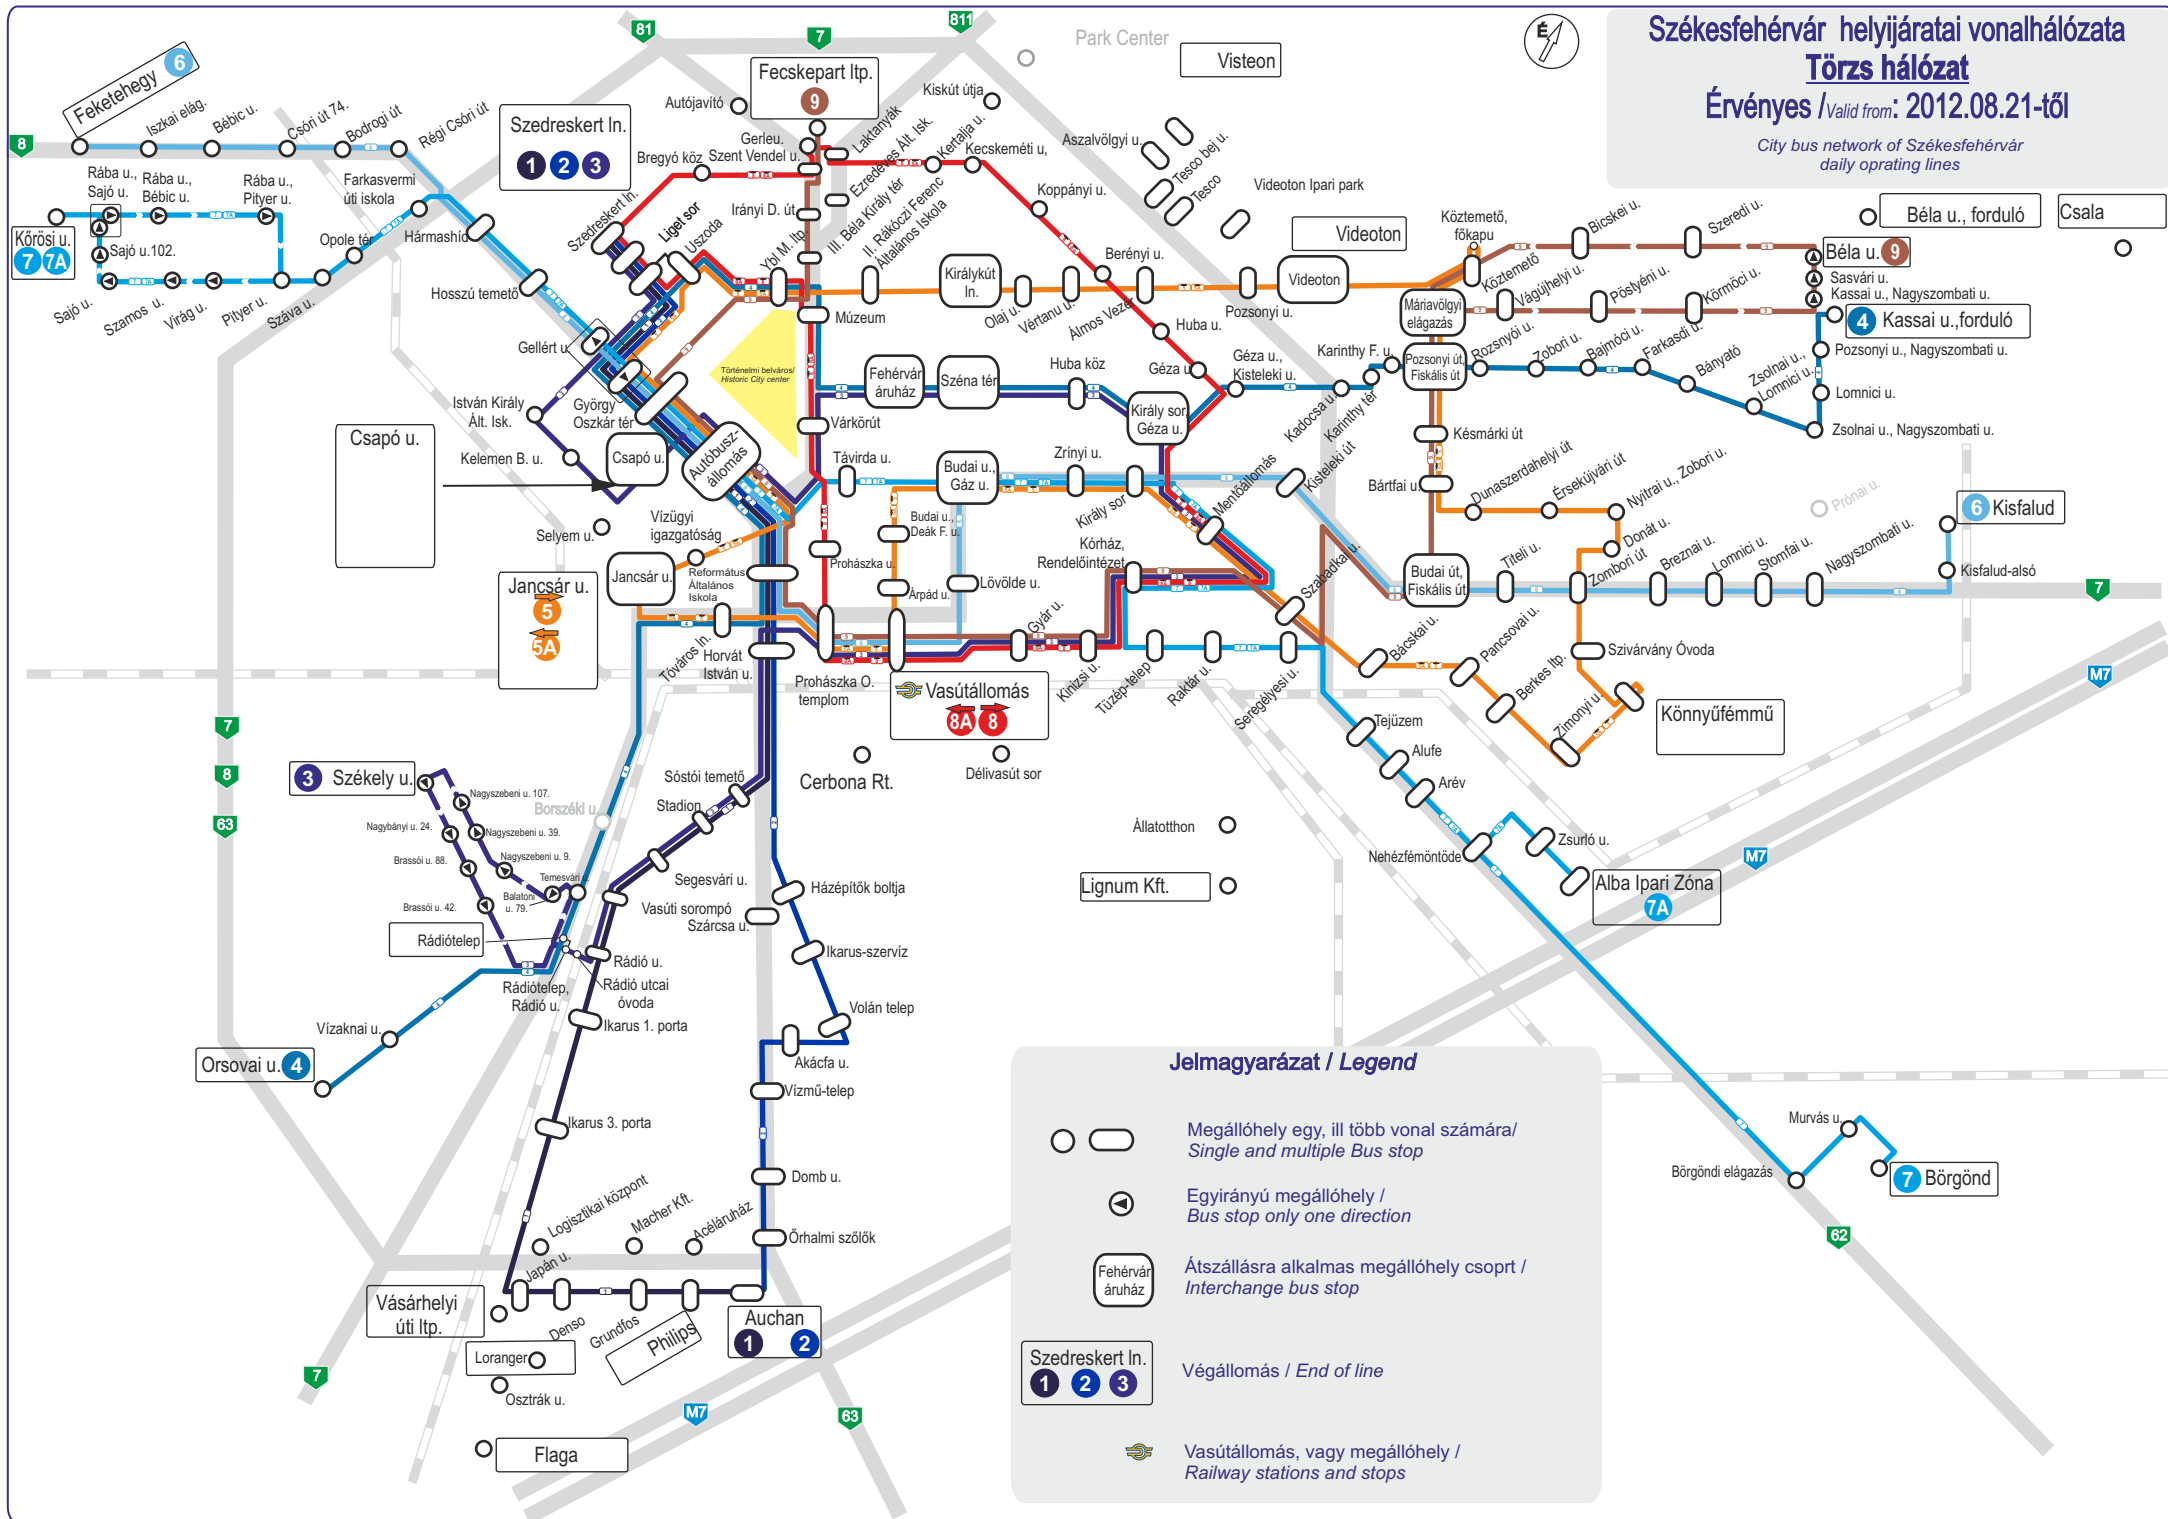 Székesfehérvár helyijáratai vonalhálózata
Törzs hálózat
Érvényes /Valid from: 2012.08.21-től
City bus network of Székesfehérvár
daily oprating lines
É
81
7
811
8
Park Center
Visteon
Feketehegy 6
Iszkai elág.
Bébic u.
Csóri út 74.
Bodrogi út
Régi Csóri út
Szedreskert ln.
1 2 3
Fecskepart ltp.
9
Autójavító
Kiskút útja
Gerleu.
Szent Vendel u.
Bregyó köz
Laktanyák
Ezredéves Ált. Isk.
Kertalja u.
Kecskeméti u,
Aszalvölgyi u.
Tesco bej u.
Tesco
Videoton Ipari park
Videoton
Köztemető,
főkapu
Bicskei u.
Szeredi u.
Béla u., forduló
Csala
Rába u.,
Sajó u.
Rába u.,
Bébic u.
Rába u.,
Pityer u.
Farkasvermi
úti iskola
Kőrösi u.
7 7A
Sajó u.102.
Opole tér
Hármashíd
Sajó u.
Szamos u.
Virág u.
Pityer u.
Száva u.
Hosszú temető
Szedreskert ln.
Liget sor
Uszoda
Ybl M. ltp.
Irányi D. út
III. Béla Király tér
II. Rákóczi Ferenc
Általános Iskola
Koppányi u.
Berényi u.
Királykút
ln.
Olaj u.
Vértanu u.
Álmos Vezér
Pozsonyi u.
Videoton
Köztemető
Máriavölgyi
elágazás
Vágújhelyi u.
Pöstyéni u.
Körmöci u.
Béla u. 9
Sasvári u.
Kassai u., Nagyszombati u.
4 Kassai u.,forduló
Múzeum
Huba u.
Gellért u.
Történelmi belváros/
Historic City center
Fehérvár
áruház
Széna tér
Huba köz
Géza u.
Géza u.,
Kisteleki u.
Karinthy F. u.
Pozsonyi út,
Fiskális út
Rozsnyói u.
Zobori u.
Bajmóci u.
Farkasdi u.
Bányató
Zsolnai u.,
Lomnici u.
Pozsonyi u., Nagyszombati u.
Lomnici u.
Zsolnai u., Nagyszombati u.
Kadocsa u.
Karinthy tér
Király sor,
Géza u.
István Király
Ált. Isk.
György
Oszkár tér
Várkörút
Késmárki út
Csapó u.
Kelemen B. u.
Csapó u.
Autóbusz-
állomás
Távirda u.
Budai u.,
Gáz u.
Zrínyi u.
Király sor
Mentőállomás
Kisteleki út
Bártfai u.
Dunaszerdahelyi út
Érsekújvári út
Nyitrai u., Zobori u.
Donát u.
Prónai u.
6 Kisfalud
Selyem u.
Vízügyi
igazgatóság
Budai u.,
Deák F. u.
Prohászka u.
Kórház,
Rendelőintézet
Szabadkai u.
Budai út,
Fiskális út
Titeli u.
Zombori út
Breznai u.
Lomnici u.
Stomfai u.
Nagyszombati u.
Kisfalud-alsó
Jancsár u.
5
5A
Jancsár u.
Református
Általános
Iskola
Árpád u.
Lövölde u.
7
Tóváros ln.
Horvát
István u.
Prohászka O.
templom
Gyár u.
Kinizsi u.
Tüzép-telep
Raktár u.
Seregélyesi u.
Bácskai u.
Pancsovai u.
Berkes ltp.
Szivárvány Óvoda
Zimonyi u.
Könnyűfémmű
M7
Vasútállomás
8A 8
Délivasút sor
Cerbona Rt.
Tejüzem
Alufe
Arév
7
8
63
3 Székely u.
Nagyszebeni u. 107.
Nagybányi u. 24.
Nagyszebeni u. 39.
Brassói u. 88.
Nagyszebeni u. 9.
Temesvári u.
Balatoni
u. 79.
Brassói u. 42.
Borszéki u.
Sóstói temető
Stadion
Segesvári u.
Vasúti sorompó
Szárcsa u.
Házépítők boltja
Állatotthon
Lignum Kft.
Nehézfémöntöde
Zsurló u.
M7
Alba Ipari Zóna
7A
Rádiótelep
Rádió u.
Rádiótelep,
Rádió u.
Rádió utcai
óvoda
Ikarus-szervíz
Vízaknai u.
Ikarus 1. porta
Volán telep
Orsovai u. 4
Akácfa u.
Vízmű-telep
Ikarus 3. porta
Domb u.
Őrhalmi szőlők
Logisztikai központ
Macher Kft.
Acéláruház
Japán u.
Vásárhelyi
úti ltp.
Denso
Grundfos
Philips
Auchan
1 2
Loranger
Osztrák u.
7
M7
63
Flaga
Murvás u.
Börgöndi elágazás
7 Börgönd
62
Jelmagyarázat / Legend
Megállóhely egy, ill több vonal számára/
Single and multiple Bus stop
Egyirányú megállóhely /
Bus stop only one direction
Fehérvár
áruház
Átszállásra alkalmas megállóhely csoprt /
Interchange bus stop
Szedreskert ln.
1 2 3
Végállomás / End of line
Vasútállomás, vagy megállóhely /
Railway stations and stops